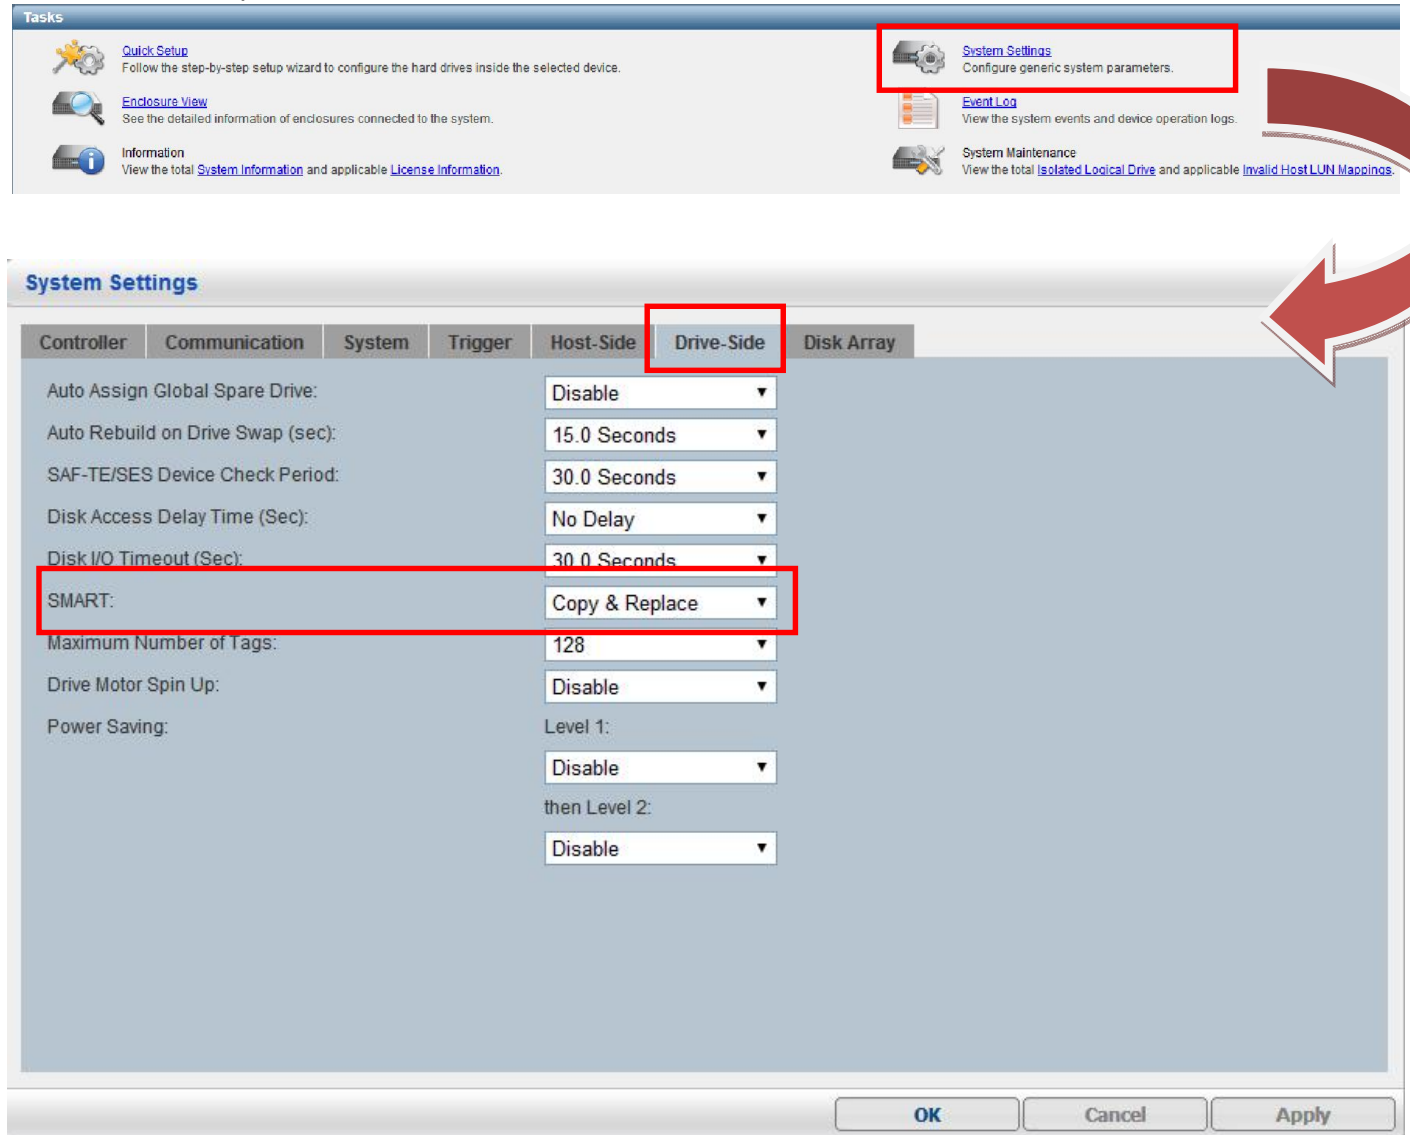 Tasks
Quick Setup
Follow the step-by-step setup wizard to configure the hard drives inside the selected device.
System Settings
Configure generic system parameters.
Enclosure View
See the detailed information of enclosures connected to the system.
Event Log
View the system events and device operation logs.
Information
View the total System Information and applicable License Information.
System Maintenance
View the total Isolated Logical Drive and applicable Invalid Host LUN Mappings.
System Settings
Controller Communication System Trigger Host-Side Drive-Side Disk Array
Auto Assign Global Spare Drive: Disable
Auto Rebuild on Drive Swap (sec): 15.0 Seconds
SAF-TE/SES Device Check Period: 30.0 Seconds
Disk Access Delay Time (Sec): No Delay
Disk I/O Timeout (Sec): 30.0 Seconds
SMART: Copy & Replace
Maximum Number of Tags: 128
Drive Motor Spin Up: Disable
Power Saving: Level 1:
Disable
then Level 2:
Disable
OK Cancel Apply